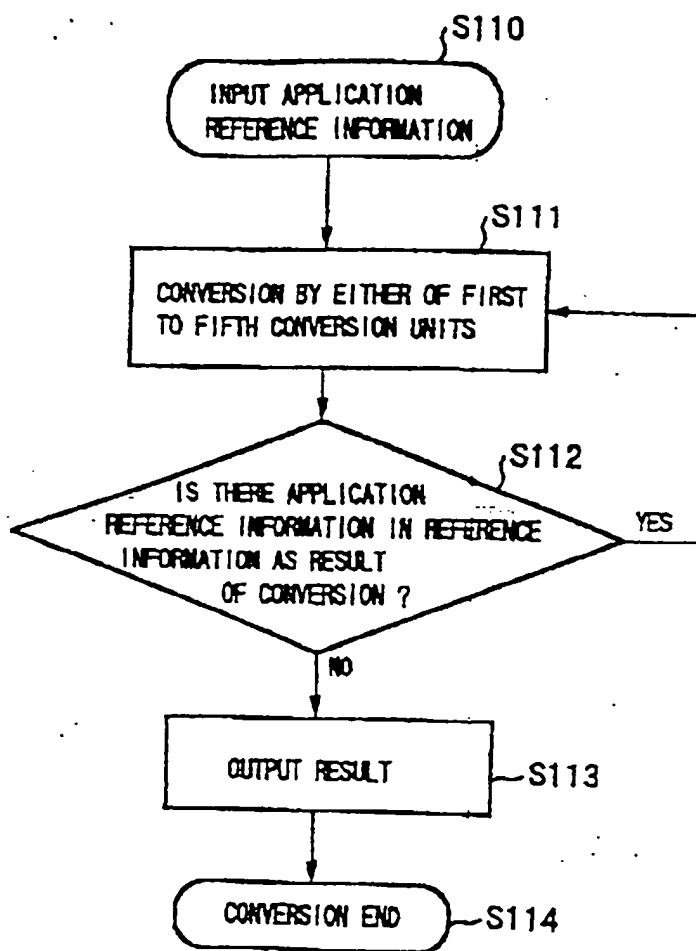 S110
INPUT APPLICATION
REFERENCE INFORMATION
S111
CONVERSION BY EITHER OF FIRST
TO FIFTH CONVERSION UNITS
S112
IS THERE APPLICATION
REFERENCE INFORMATION IN REFERENCE
INFORMATION AS RESULT
OF CONVERSION ?
YES
NO
OUTPUT RESULT
S113
CONVERSION END
S114